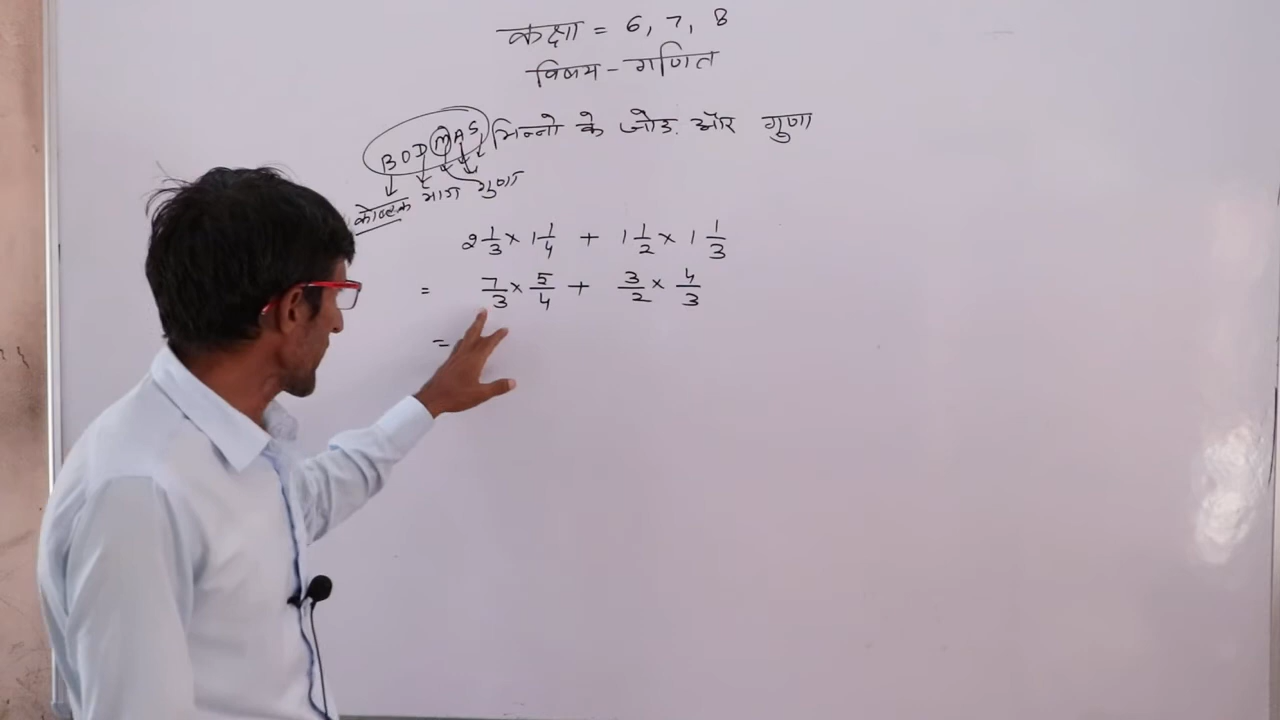 कक्षा = 6, 7, 8
विषय - गणित
BODMAS भिन्नो के जोड. और गुणा
कोष्टक भाग गुणा
2 1/3 × 1 1/4 + 1 1/2 × 1 1/3
= 7/3 × 5/4 + 3/2 × 4/3
=